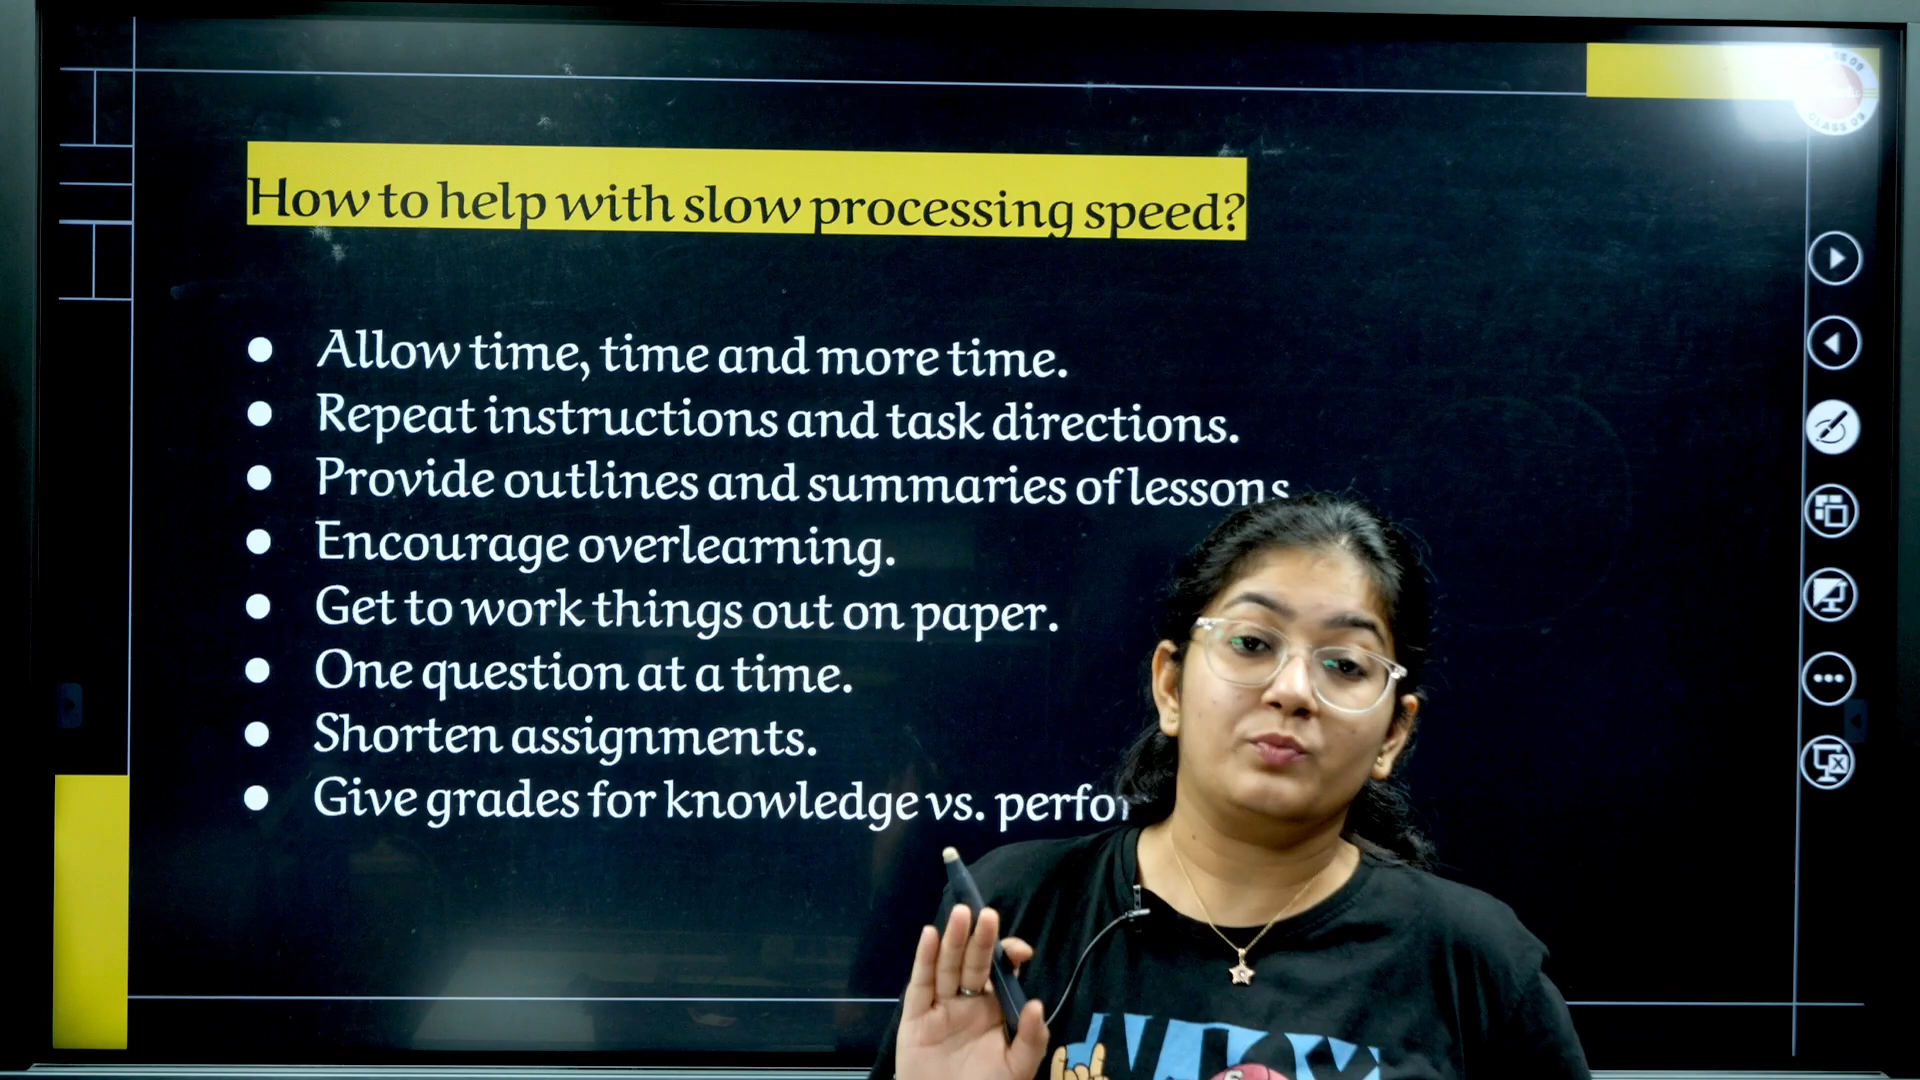 How to help with slow processing speed?
● Allow time, time and more time.
● Repeat instructions and task directions.
● Provide outlines and summaries of lessons
● Encourage overlearning.
● Get to work things out on paper.
● One question at a time.
● Shorten assignments.
● Give grades for knowledge vs.
CLASS 09